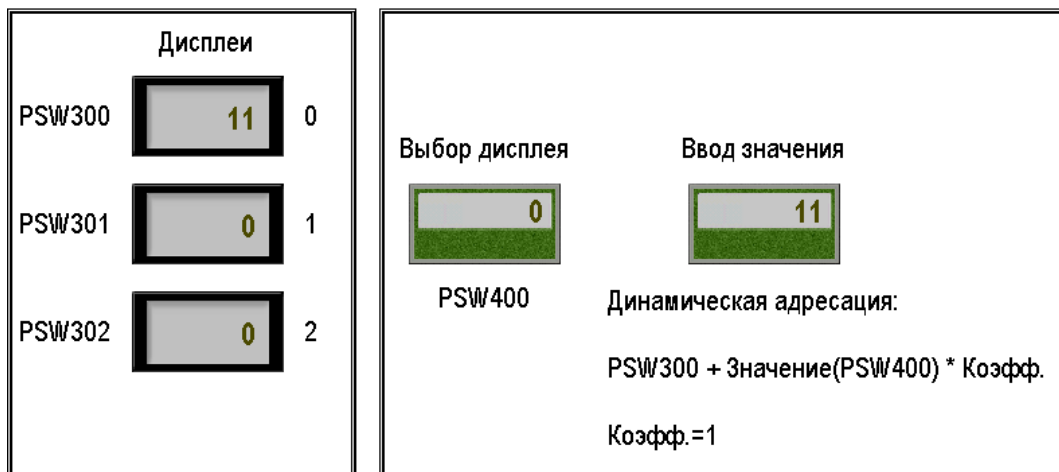 Дисплеи
PSW300 11 0
PSW301 0 1
PSW302 0 2
Выбор дисплея Ввод значения
0 11
PSW400
Динамическая адресация:
PSW300 + Значение(PSW400) * Коэфф.
Коэфф.=1